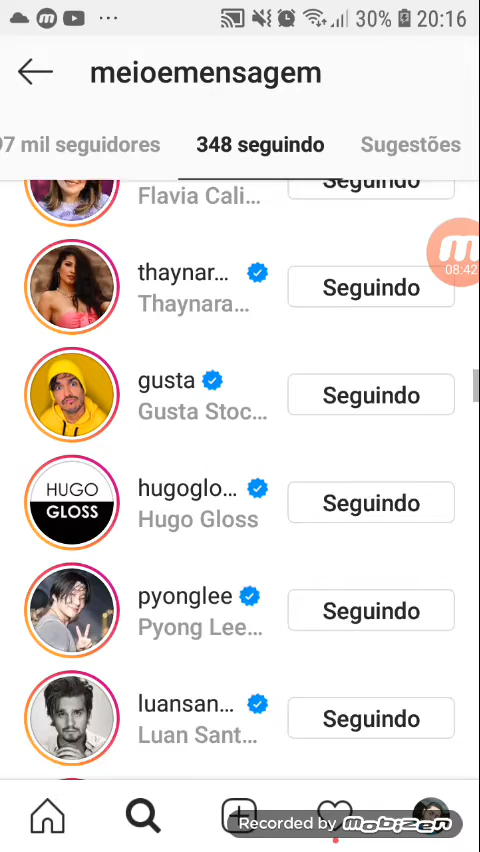 30% 20:16
meioemensagem
97 mil seguidores 348 seguindo Sugestões
Flavia Cali... Seguindo
thaynar...
Thaynara... Seguindo
08:42
gusta
Gusta Stoc... Seguindo
HUGO
GLOSS
hugoglo...
Hugo Gloss Seguindo
pyonglee
Pyong Lee... Seguindo
luansan...
Luan Sant... Seguindo
Recorded by mobizen